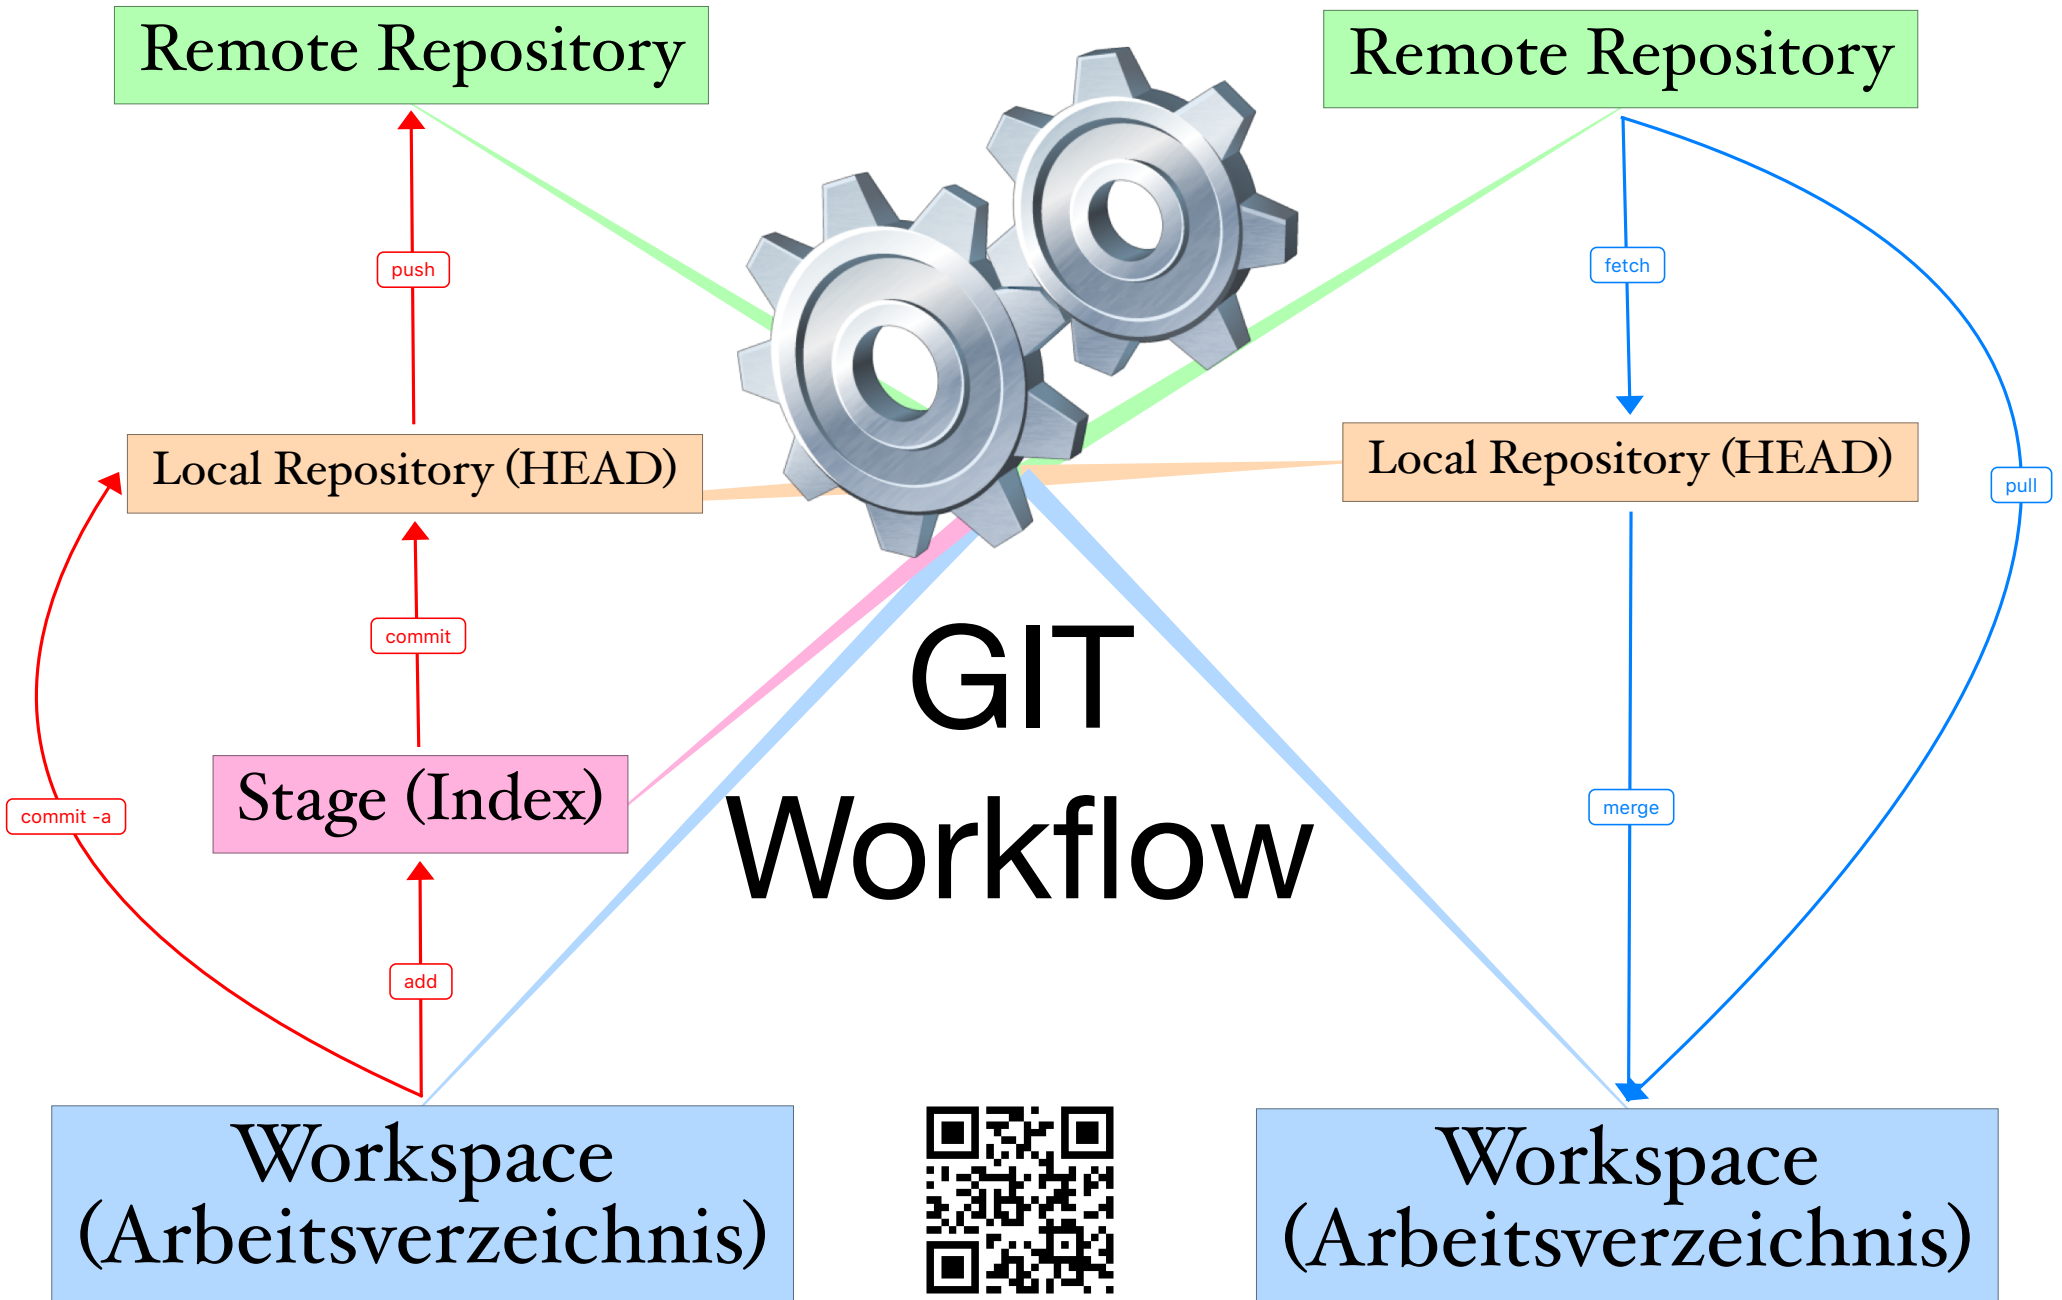 Remote Repository
Remote Repository
push
fetch
Local Repository (HEAD)
Local Repository (HEAD)
pull
commit
GIT
Workflow
Stage (Index)
commit -a
merge
add
Workspace
(Arbeitsverzeichnis)
Workspace
(Arbeitsverzeichnis)